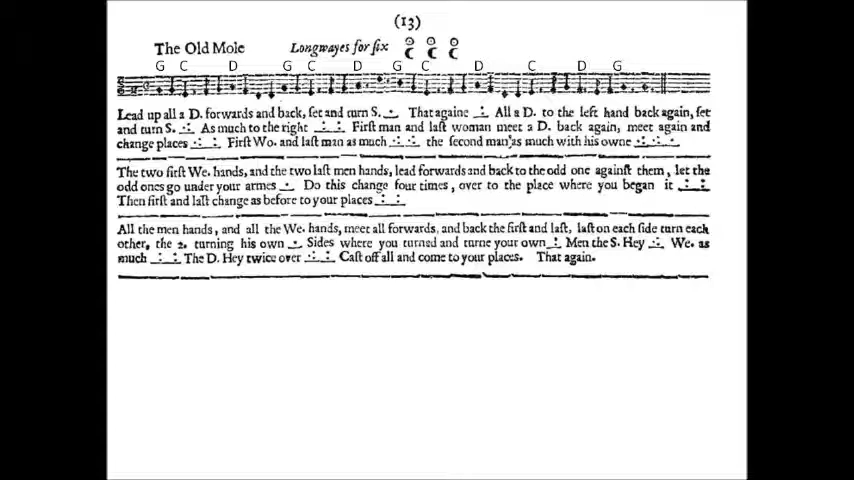 (13)
The Old Mole Longwayes for six
G C D G C D G C D C D G
Lead up all a D. forwards and back, set and turn S. That againe All a D. to the left hand back again, set
and turn S. As much to the right First man and last woman meet a D. back again, meet again and
change places First Wo. and last man as much the second man as much with his owne
The two first We. hands, and the two last men hands, lead forwards and back to the odd one against them, let the
odd ones go under your armes Do this change four times, over to the place where you began it
Then first and last change as before to your places
All the men hands, and all the We. hands, meet all forwards, and back the first and last, last on each side turn each
other, the 2. turning his own Sides where you turned and turne your own Men the S. Hey We. as
much The D. Hey twice over Cast off all and come to your places. That again.